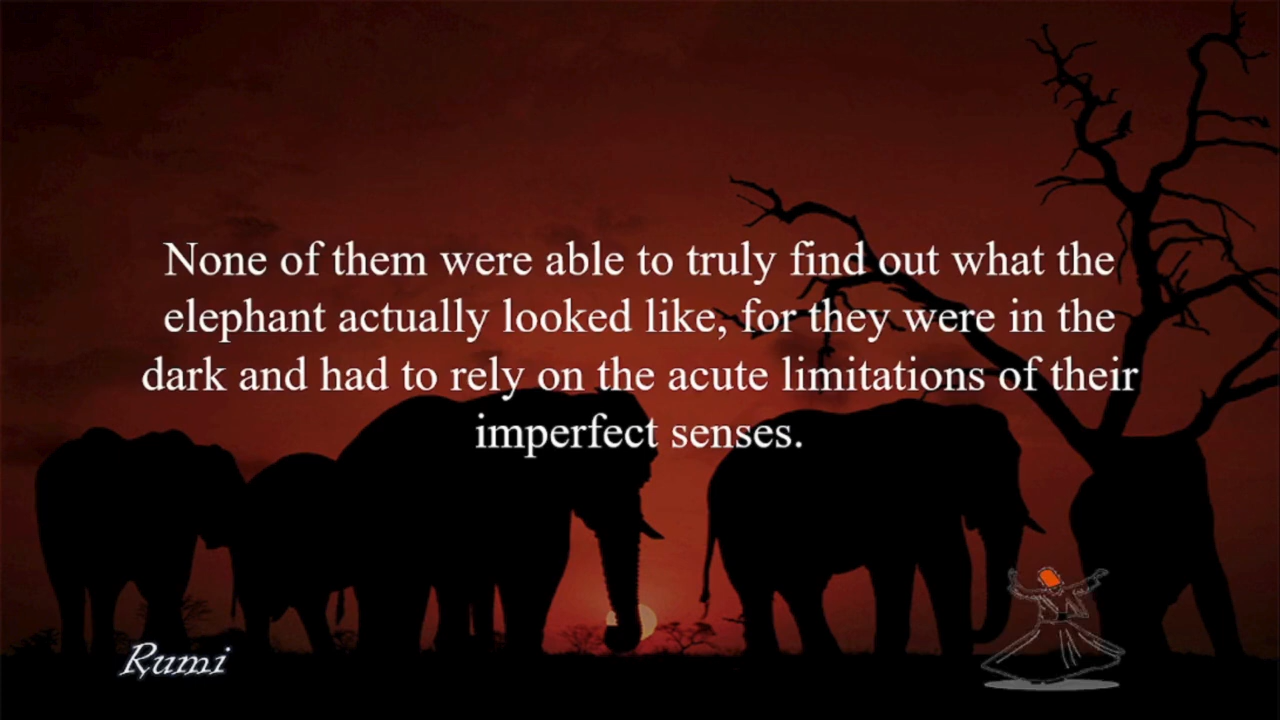 None of them were able to truly find out what the
elephant actually looked like, for they were in the
dark and had to rely on the acute limitations of their
imperfect senses.
Rumi